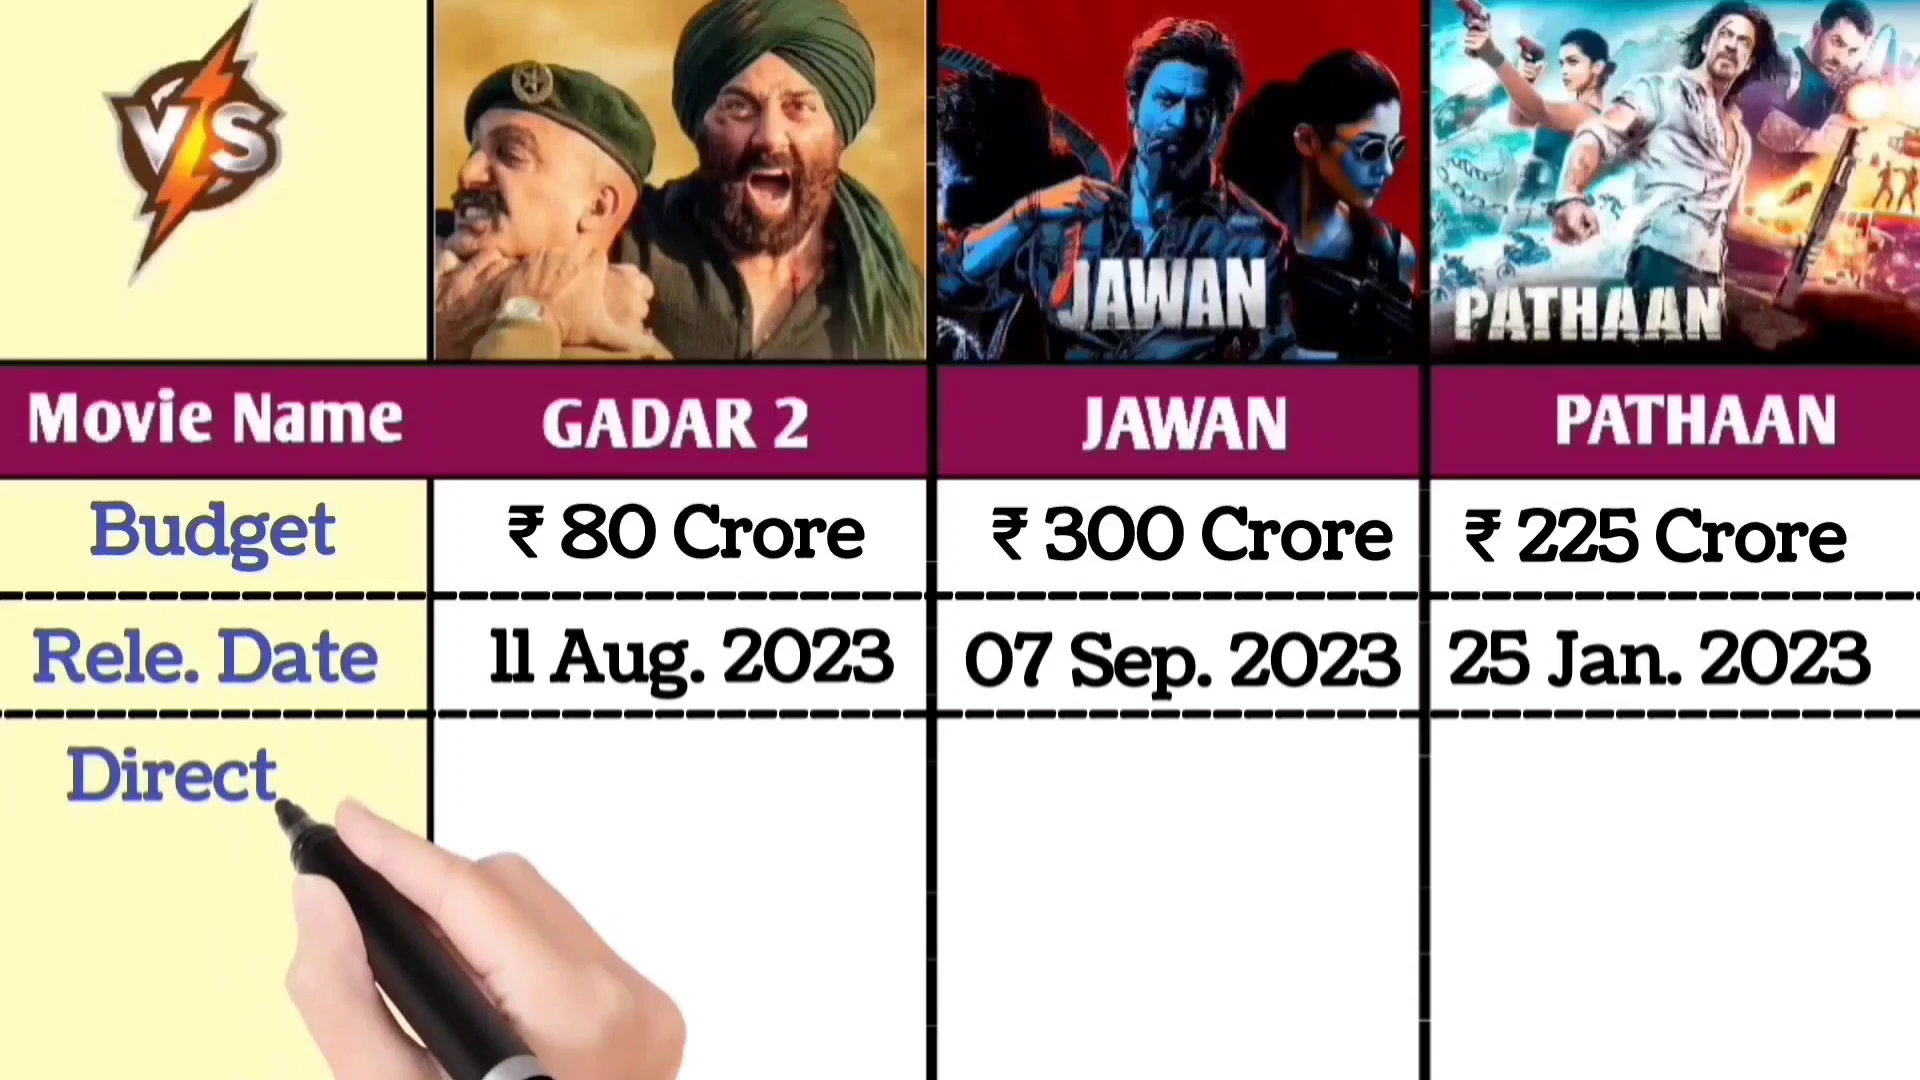 VS
JAWAN
PATHAAN
Movie Name GADAR 2 JAWAN PATHAAN
Budget ₹ 80 Crore ₹ 300 Crore ₹ 225 Crore
Rele. Date 11 Aug. 2023 07 Sep. 2023 25 Jan. 2023
Direct